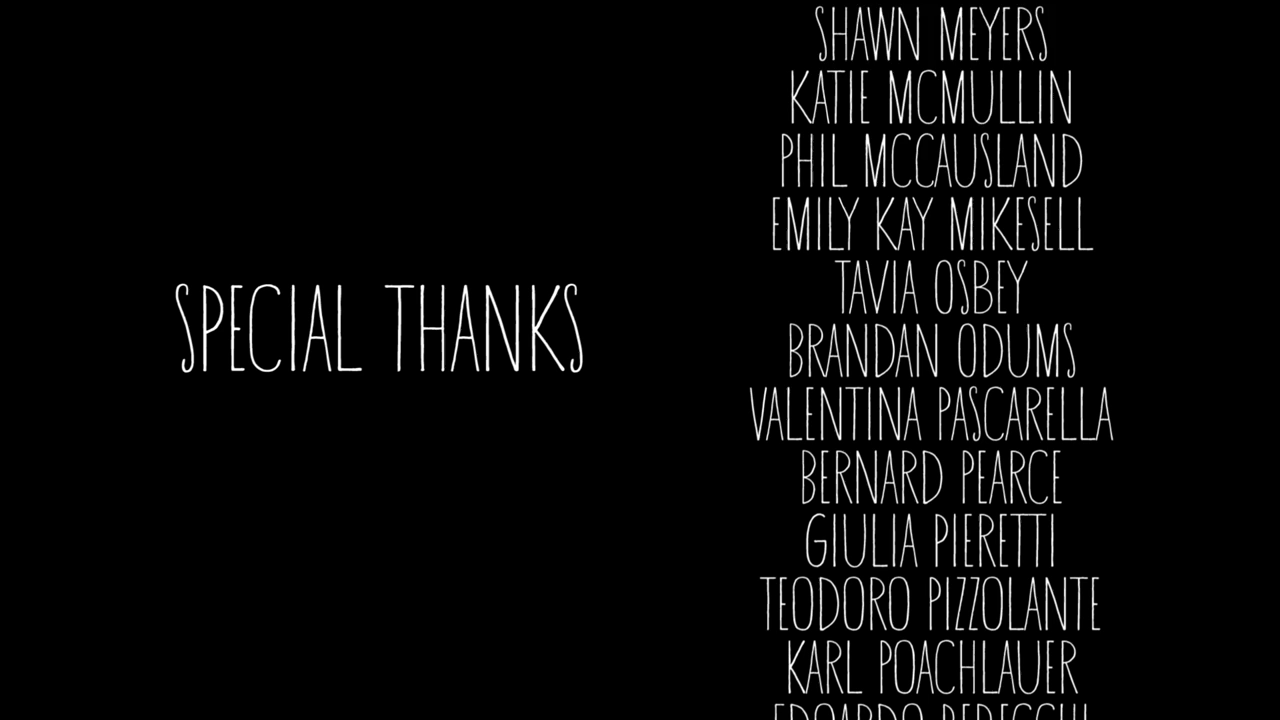 SPECIAL THANKS
SHAWN MEYERS
KATIE MCMULLIN
PHIL MCCAUSLAND
EMILY KAY MIKESELL
TAVIA OSBEY
BRANDAN ODUMS
VALENTINA PASCARELLA
BERNARD PEARCE
GIULIA PIERETTI
TEODORO PIZZOLANTE
KARL POACHLAUER
EDOARDO